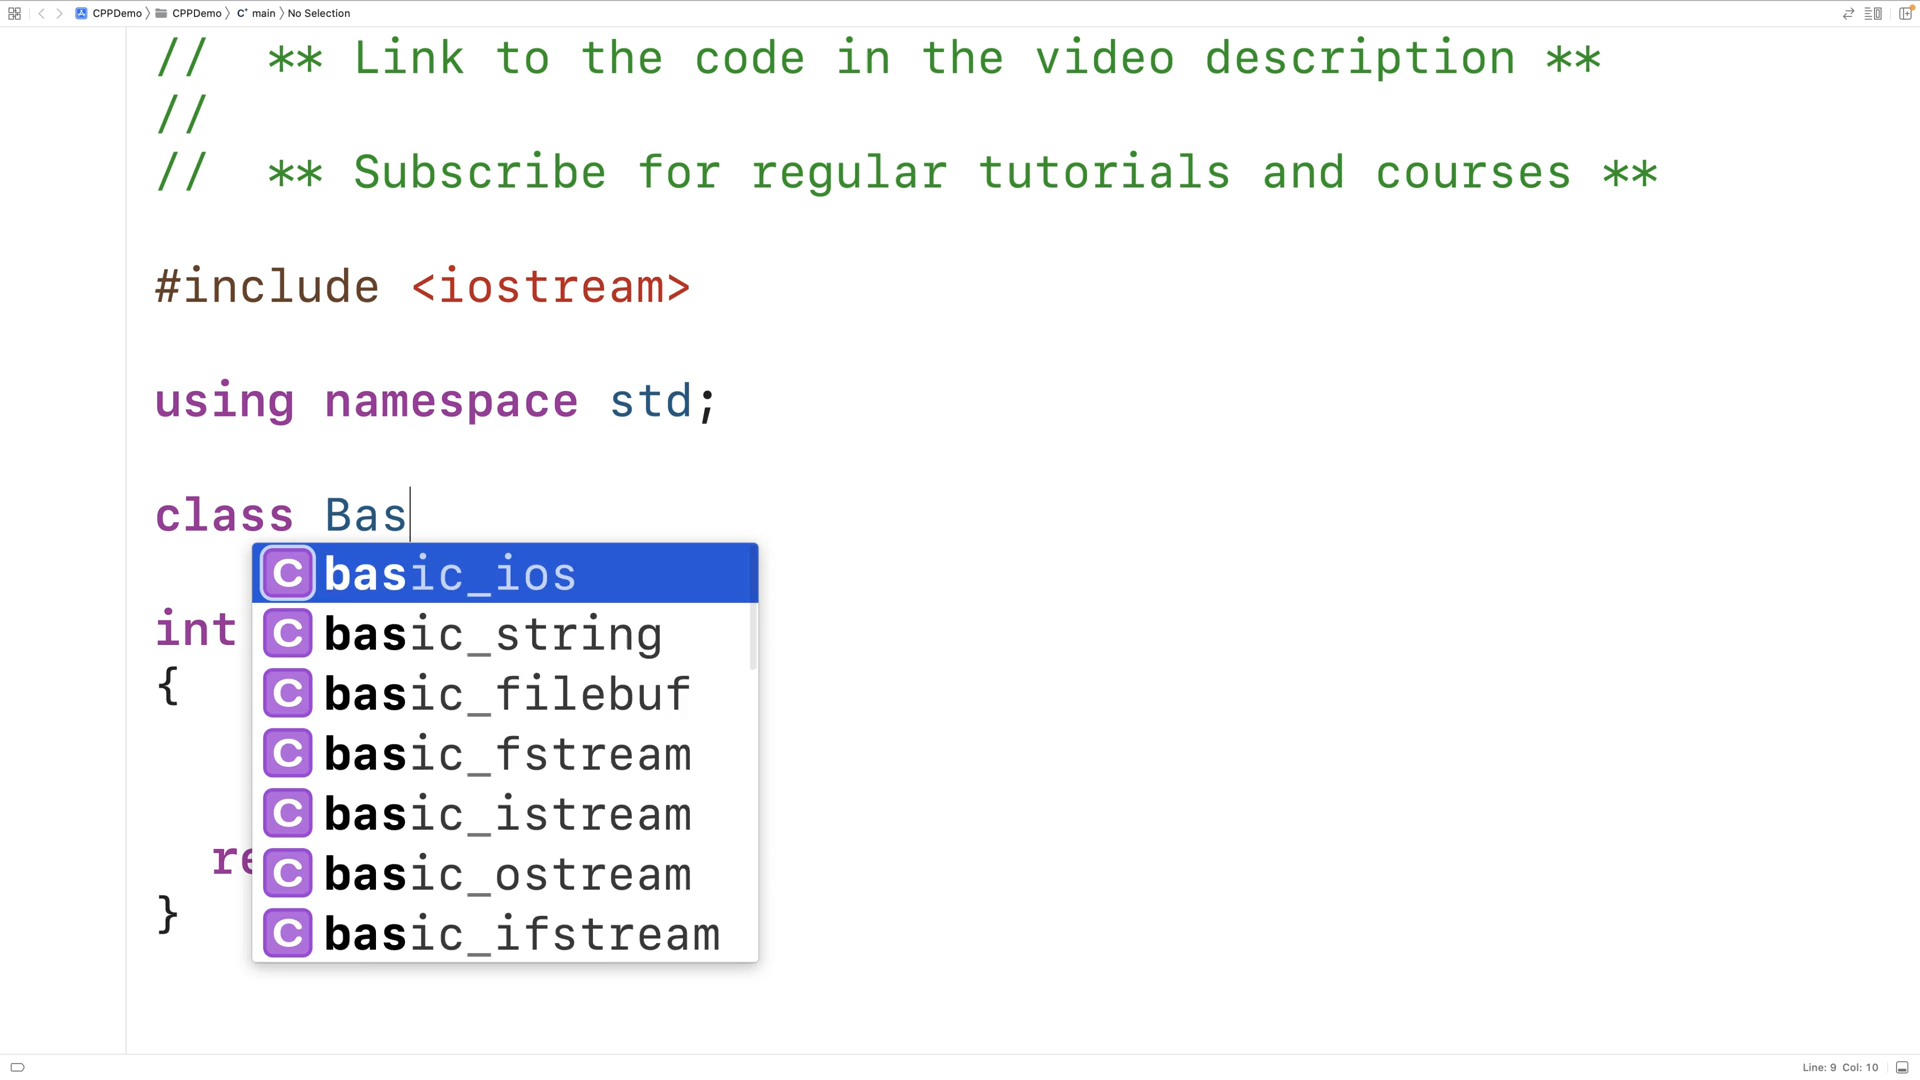 CPPDemo 〉 CPPDemo 〉 C+ main 〉 No Selection
//  ** Link to the code in the video description **
//
//  ** Subscribe for regular tutorials and courses **
#include <iostream>
using namespace std;
class Bas
C basic_ios
int C basic_string
{ C basic_filebuf
C basic_fstream
C basic_istream
re C basic_ostream
} C basic_ifstream
Line: 9 Col: 10